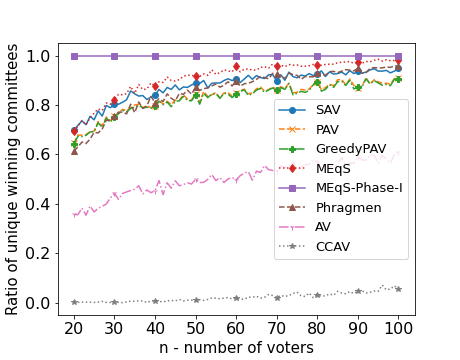 Ratio of unique winning committees
1.0
0.8
0.6
0.4
0.2
0.0
SAV
PAV
GreedyPAV
MEqS
MEqS-Phase-I
Phragmen
AV
CCAV
20 30 40 50 60 70 80 90 100
n - number of voters